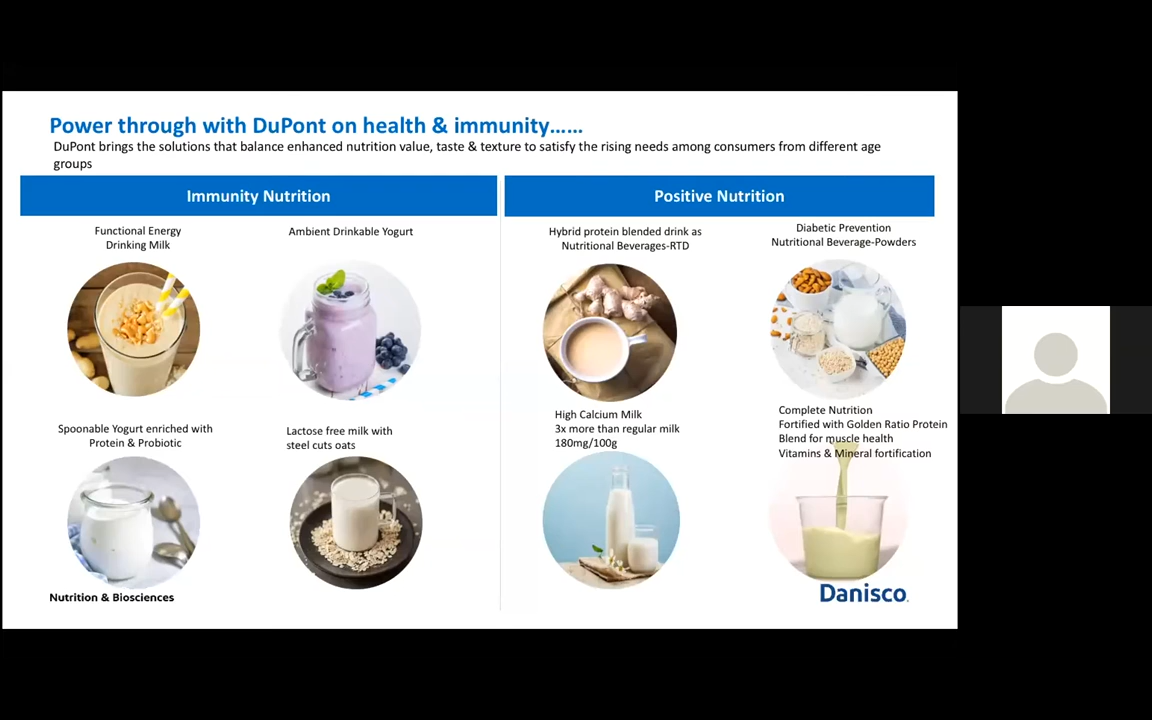 Power through with DuPont on health & immunity……
DuPont brings the solutions that balance enhanced nutrition value, taste & texture to satisfy the rising needs among consumers from different age
groups
Immunity Nutrition
Functional Energy
Drinking Milk
Ambient Drinkable Yogurt
Spoonable Yogurt enriched with
Protein & Probiotic
Lactose free milk with
steel cuts oats
Positive Nutrition
Hybrid protein blended drink as
Nutritional Beverages-RTD
Diabetic Prevention
Nutritional Beverage-Powders
High Calcium Milk
3x more than regular milk
180mg/100g
Complete Nutrition
Fortified with Golden Ratio Protein
Blend for muscle health
Vitamins & Mineral fortification
Nutrition & Biosciences
Danisco.